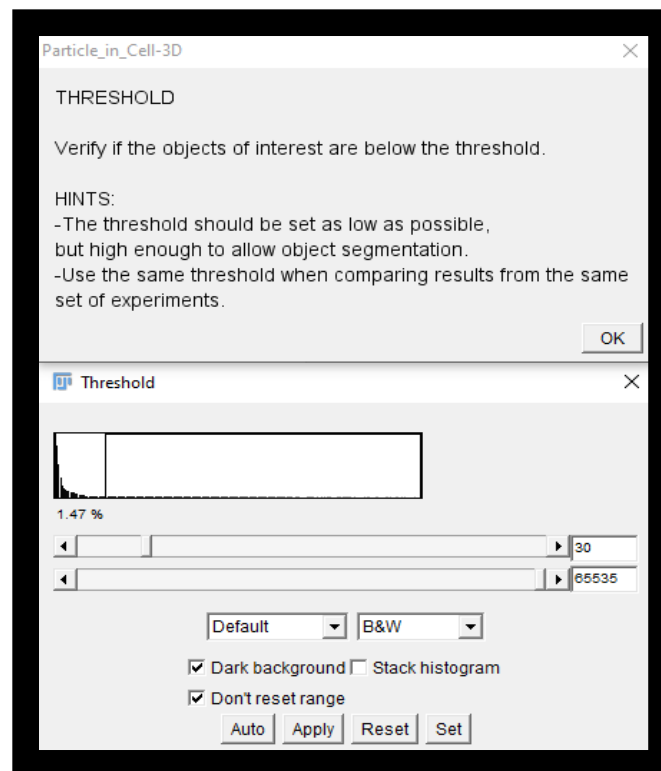 Particle_in_Cell-3D
THRESHOLD
Verify if the objects of interest are below the threshold.
HINTS:
-The threshold should be set as low as possible,
but high enough to allow object segmentation.
-Use the same threshold when comparing results from the same
set of experiments.
OK
Threshold
1.47 %
30
65535
Default B&W
Dark background Stack histogram
Don't reset range
Auto Apply Reset Set